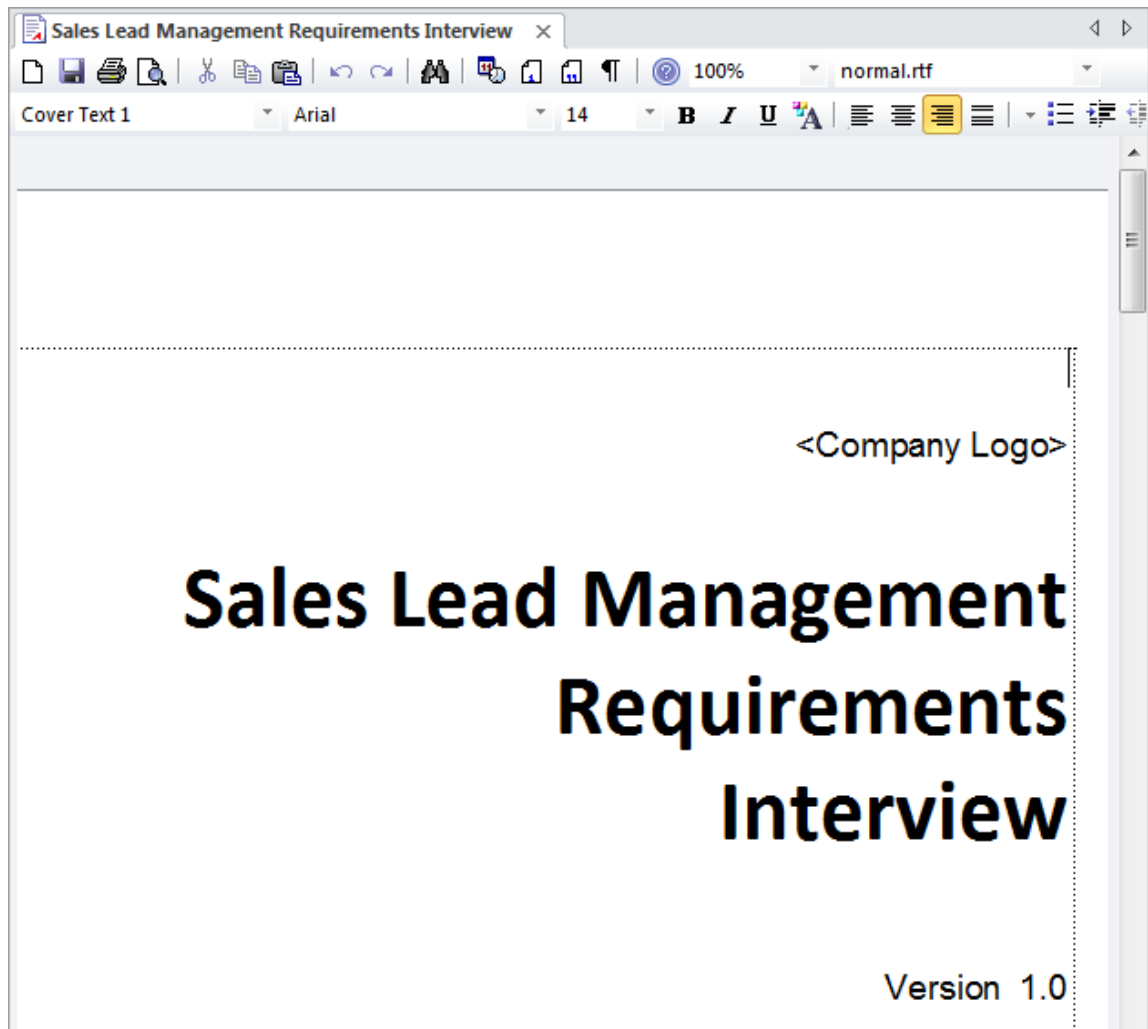 Sales Lead Management Requirements Interview
100%
normal.rtf
Cover Text 1
Arial
14
B I U A
<Company Logo>
Sales Lead Management
Requirements
Interview
Version 1.0